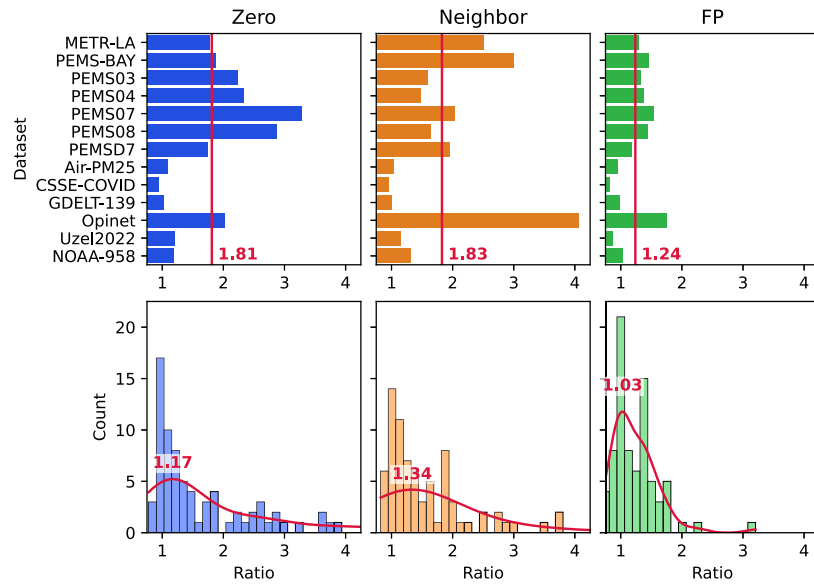 Zero Neighbor FP
Dataset
METR-LA
PEMS-BAY
PEMS03
PEMS04
PEMS07
PEMS08
PEMSD7
Air-PM25
CSSE-COVID
GDELT-139
Opinet
Uzel2022
NOAA-958
1.81 1.83 1.24
1 2 3 4 1 2 3 4 1 2 3 4
Count
20
15
10
5
0
1.17 1.34 1.03
1 2 3 4 1 2 3 4 1 2 3 4
Ratio Ratio Ratio